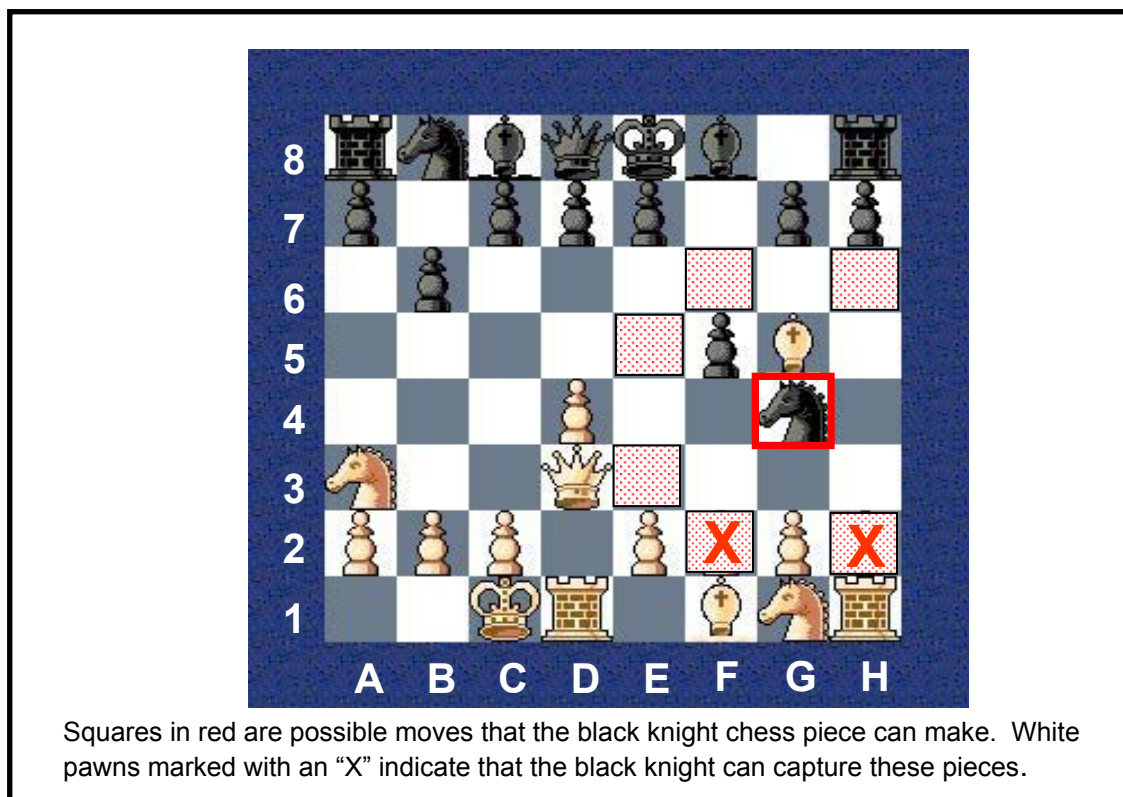 8
7
6
5
4
3
X X
2
1
A B C D E F G H
Squares in red are possible moves that the black knight chess piece can make. White
pawns marked with an “X” indicate that the black knight can capture these pieces.